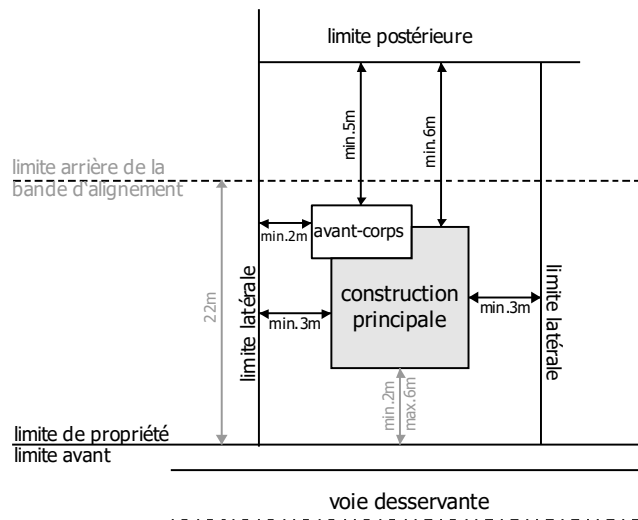 limite postérieure
min.5m
min.6m
limite arrière de la
bande d'alignement
min.2m
avant-corps
22m
limite latérale
min.3m
construction
principale
min.3m
limite latérale
min.2m
max.6m
limite de propriété
limite avant
voie desservante